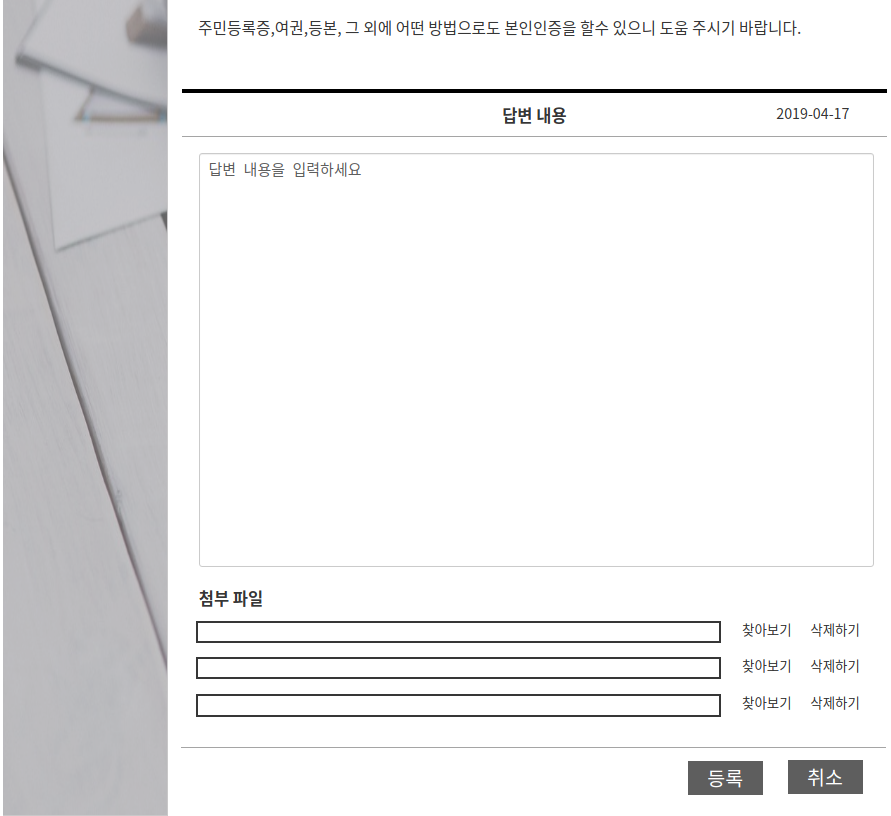 주민등록증,여권,등본, 그 외에 어떤 방법으로도 본인인증을 할수 있으니 도움 주시기 바랍니다.
답변 내용 2019-04-17
답변 내용을 입력하세요
첨부 파일
찾아보기 삭제하기
찾아보기 삭제하기
찾아보기 삭제하기
등록 취소